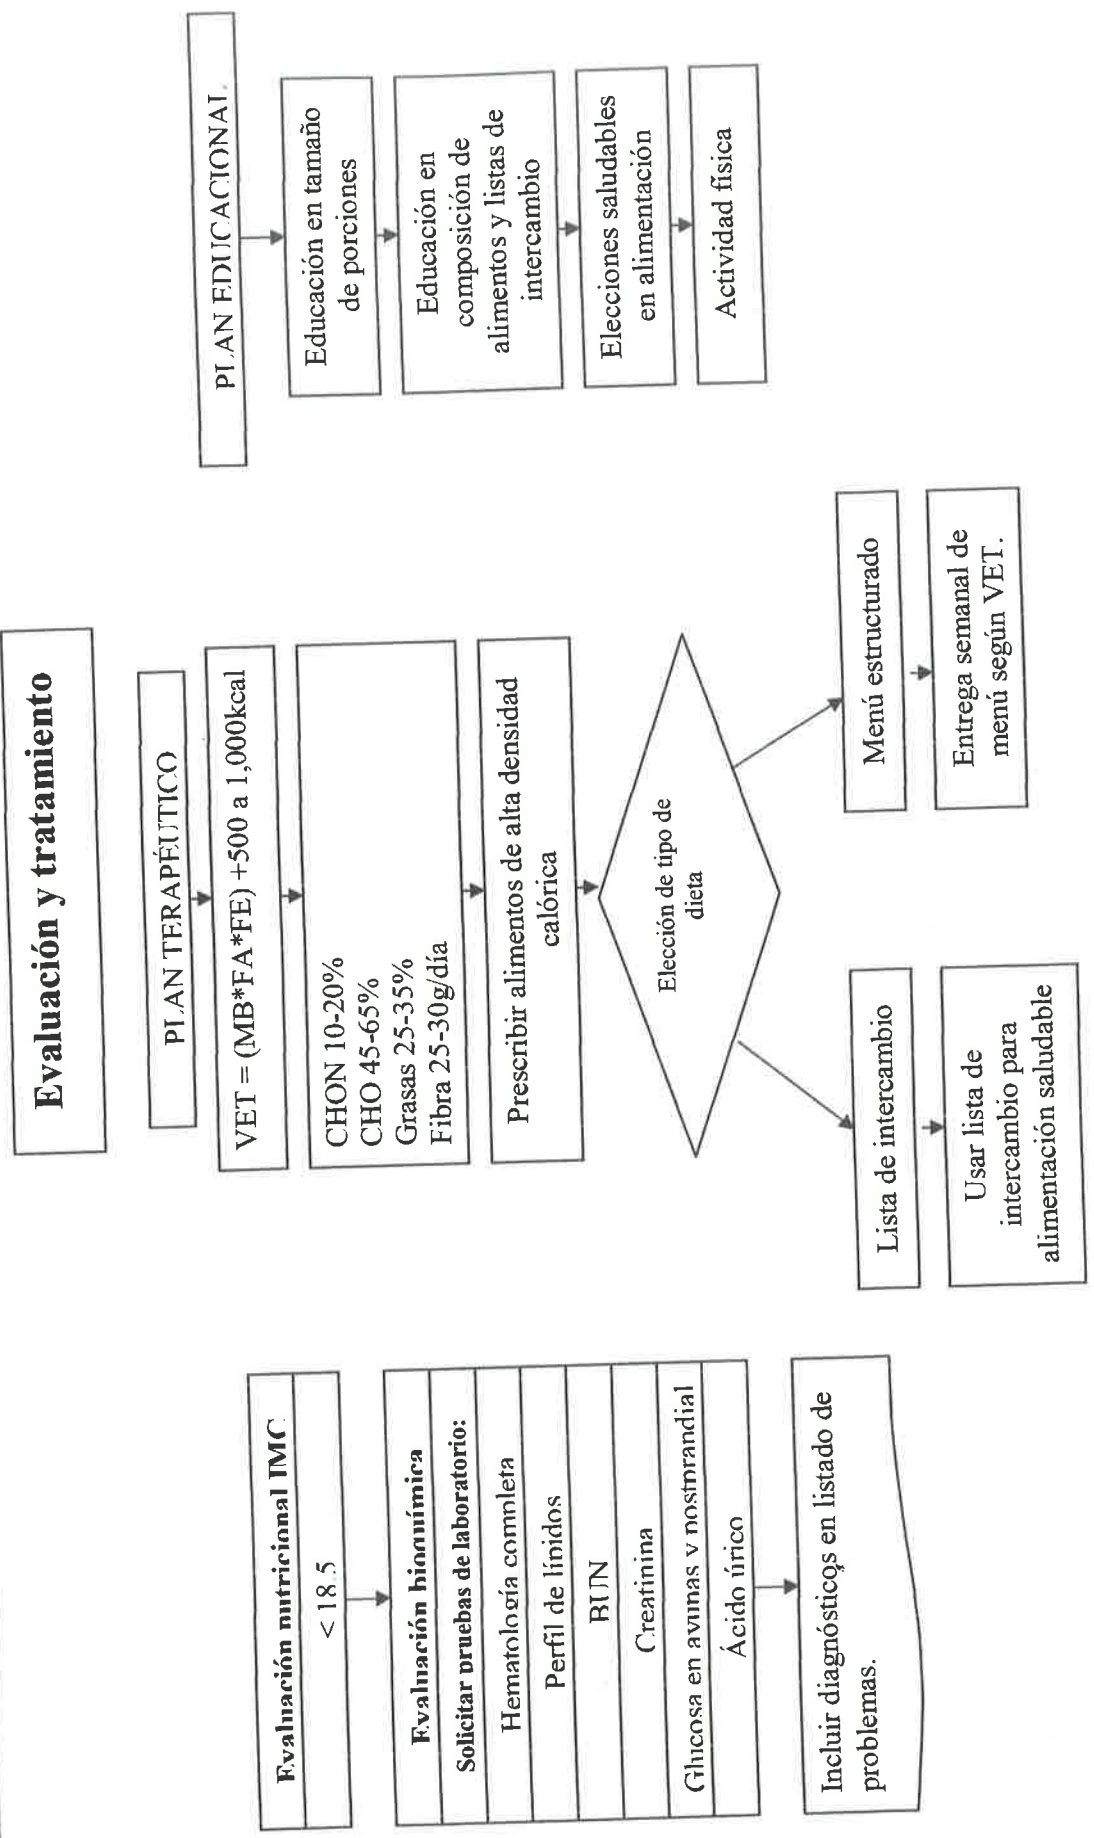 Evaluación y tratamiento
Evaluación nutricional IMC
< 18.5
Evaluación bioquímica
Solicitar pruebas de laboratorio:
Hematología completa
Perfil de lípidos
BUN
Creatinina
Glucosa en ayunas y postprandial
Ácido úrico
Incluir diagnósticos en listado de
problemas.
PLAN TERAPÉUTICO
VET = (MB*FA*FE) +500 a 1,000kcal
CHON 10-20%
CHO 45-65%
Grasas 25-35%
Fibra 25-30g/día
Prescribir alimentos de alta densidad
calórica
Elección de tipo de
dieta
Lista de intercambio
Usar lista de
intercambio para
alimentación saludable
Menú estructurado
Entrega semanal de
menú según VET.
PLAN EDUCACIONAL
Educación en tamaño
de porciones
Educación en
composición de
alimentos y listas de
intercambio
Elecciones saludables
en alimentación
Actividad física